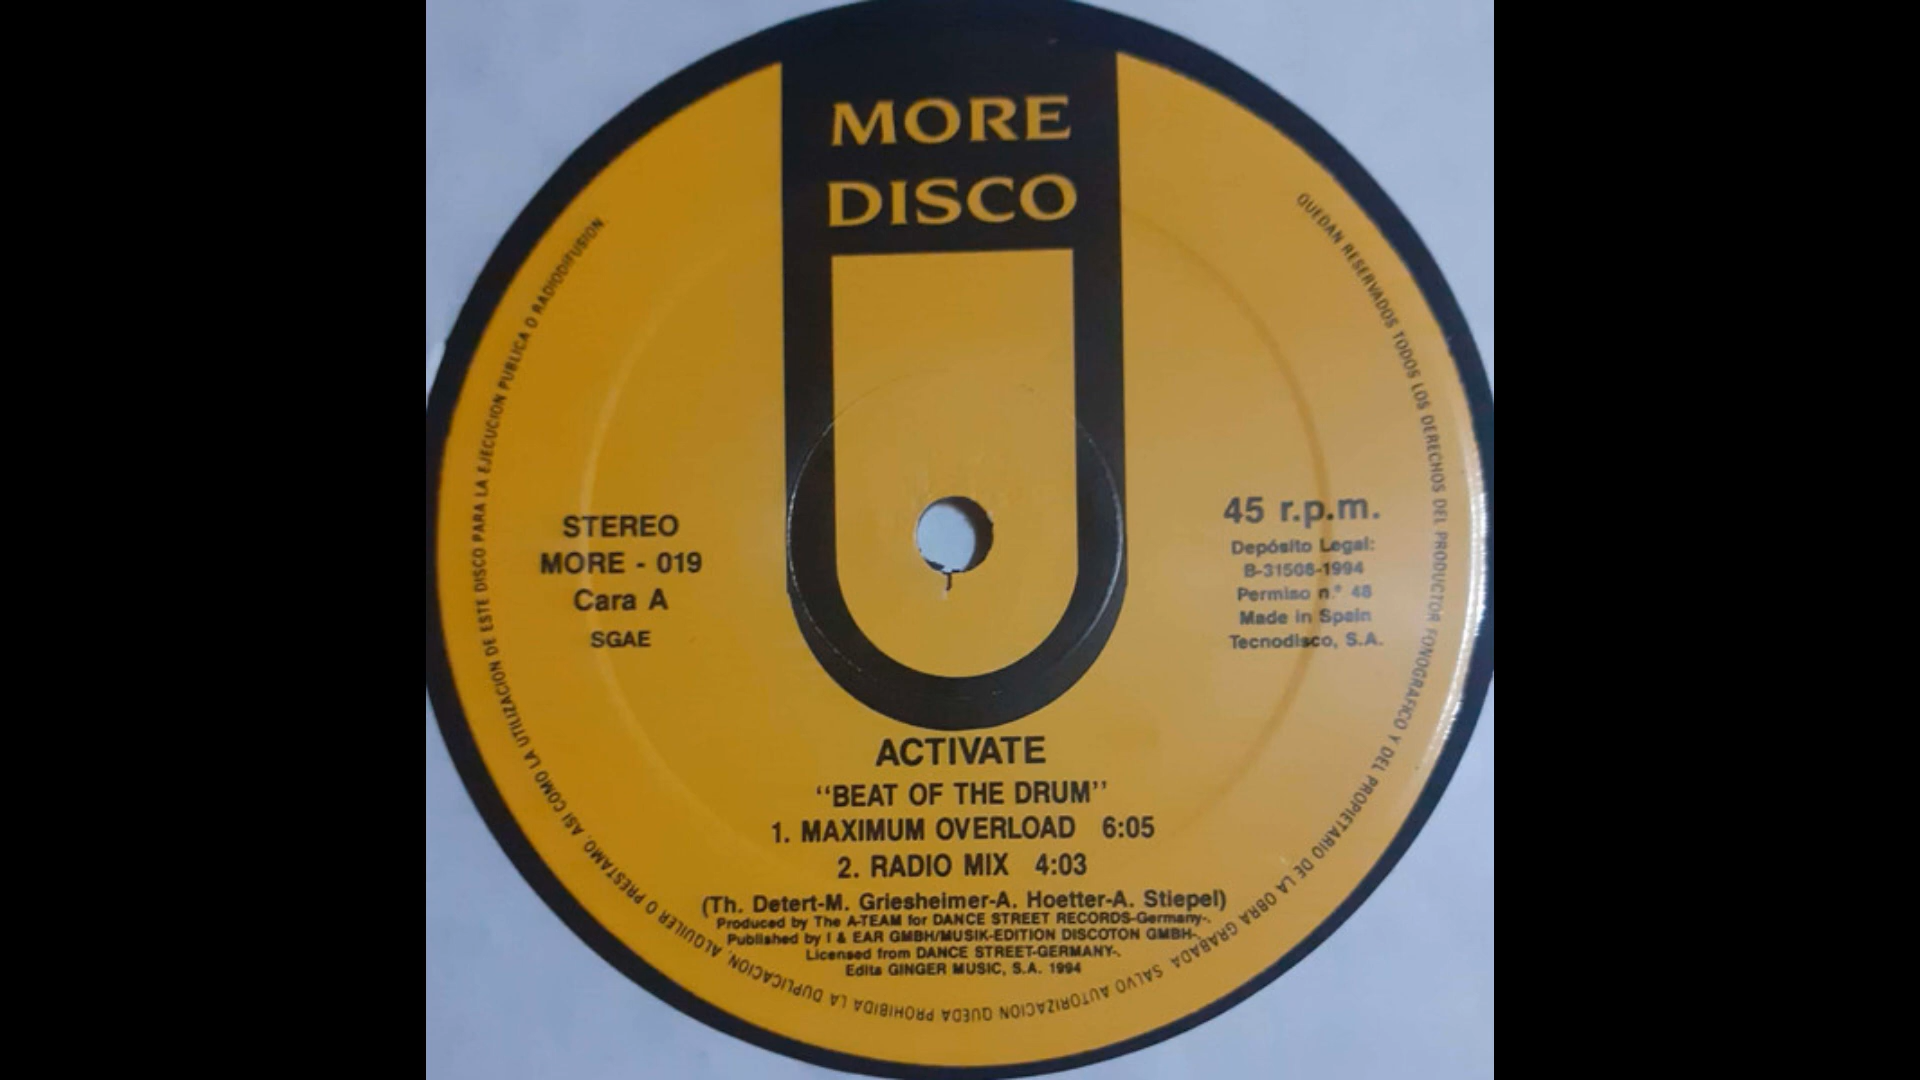 MORE
DISCO
QUEDAN RESERVADOS TODOS LOS DERECHOS DEL PRODUCTOR FONOGRAFICO Y DEL PROPIETARIO DE LA OBRA GRABADA. SALVO AUTORIZACION QUEDA PROHIBIDA LA DUPLICACION, ALQUILER O PRESTAMO, ASI COMO LA UTILIZACION DE ESTE DISCO PARA LA EJECUCION PUBLICA O RADIODIFUSION.
STEREO
MORE - 019
Cara A
SGAE
45 r.p.m.
Depósito Legal:
B-31508-1994
Permiso n.º 48
Made in Spain
Tecnodisco, S.A.
ACTIVATE
“BEAT OF THE DRUM”
1. MAXIMUM OVERLOAD 6:05
2. RADIO MIX 4:03
(Th. Detert-M. Griesheimer-A. Hoetter-A. Stiepel)
Produced by The A-TEAM for DANCE STREET RECORDS-Germany-.
Published by I & EAR GMBH/MUSIK-EDITION DISCOTON GMBH-.
Licensed from DANCE STREET-GERMANY-.
Edita GINGER MUSIC, S.A. 1994